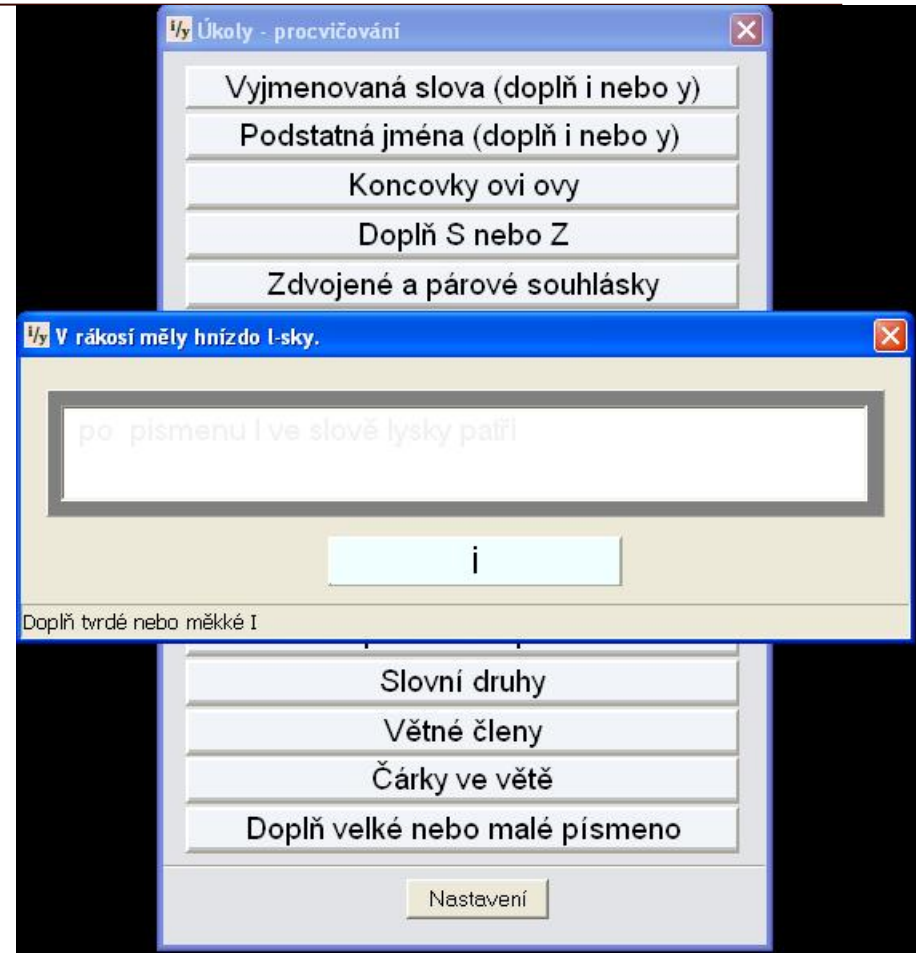 i/y Úkoly - procvičování
Vyjmenovaná slova (doplň i nebo y)
Podstatná jména (doplň i nebo y)
Koncovky ovi ovy
Doplň S nebo Z
Zdvojené a párové souhlásky
i/y V rákosí měly hnízdo l-sky.
po pismenu l ve slově lysky patři
i
Doplň tvrdé nebo měkké I
Slovní druhy
Větné členy
Čárky ve větě
Doplň velké nebo malé písmeno
Nastavení